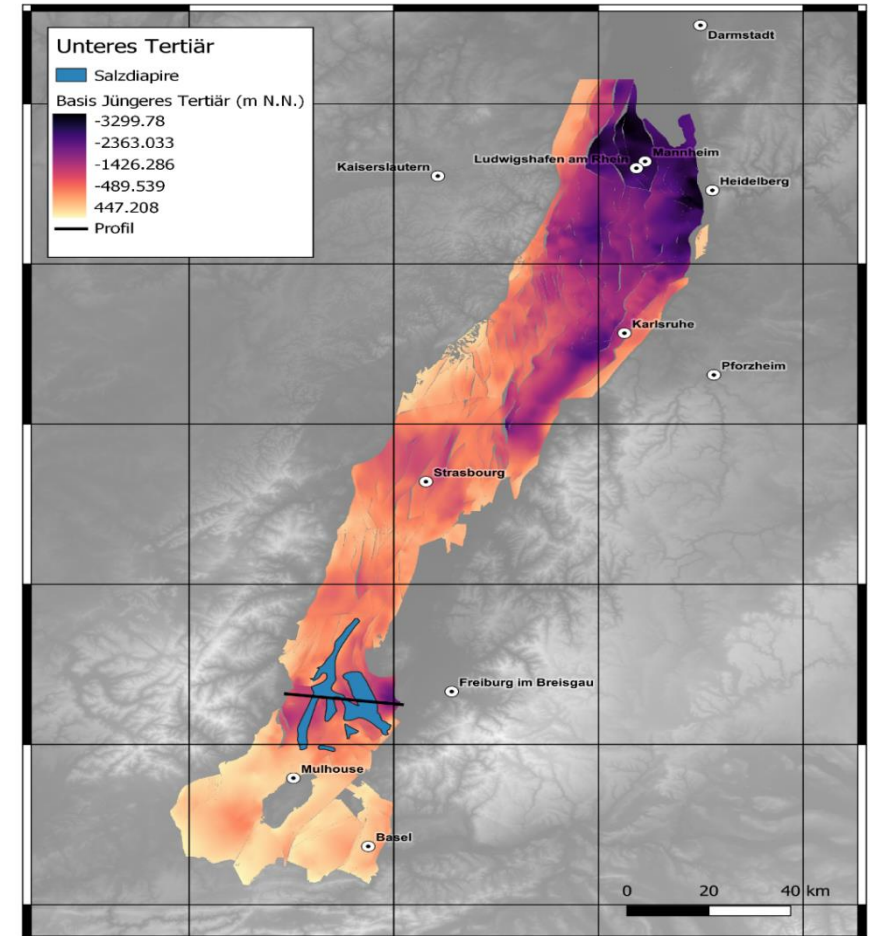 Unteres Tertiär
Salzdiapire
Basis Jüngeres Tertiär (m N.N.)
-3299.78
-2363.033
-1426.286
-489.539
447.208
Profil
Darmstadt
Kaiserslautern
Ludwigshafen am Rhein
Mannheim
Heidelberg
Karlsruhe
Pforzheim
Strasbourg
Freiburg im Breisgau
Mulhouse
Basel
0 20 40 km